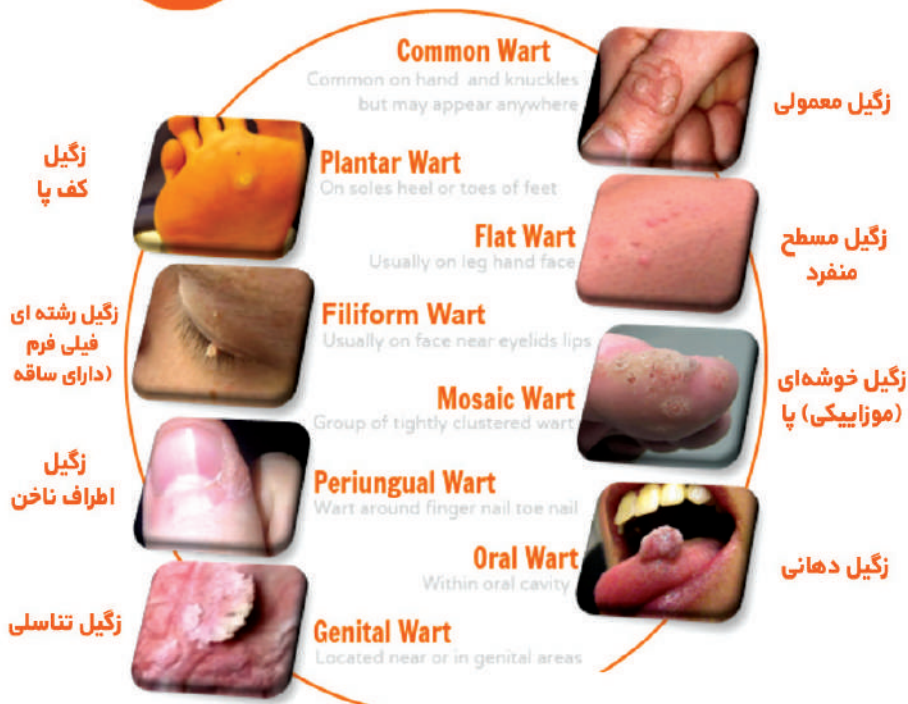 Common Wart
Common on hand and knuckles
but may appear anywhere
زگیل معمولی
زگیل
کف پا
Plantar Wart
On soles heel or toes of feet
Flat Wart
Usually on leg hand face
زگیل مسطح
منفرد
زگیل رشته ای
فیلی فرم
(دارای ساقه
Filiform Wart
Usually on face near eyelids lips
Mosaic Wart
Group of tightly clustered wart
زگیل خوشه‌ای
(موزاییکی) پا
زگیل
اطراف ناخن
Periungual Wart
Wart around finger nail toe nail
Oral Wart
Within oral cavity
زگیل دهانی
زگیل تناسلی
Genital Wart
Located near or in genital areas